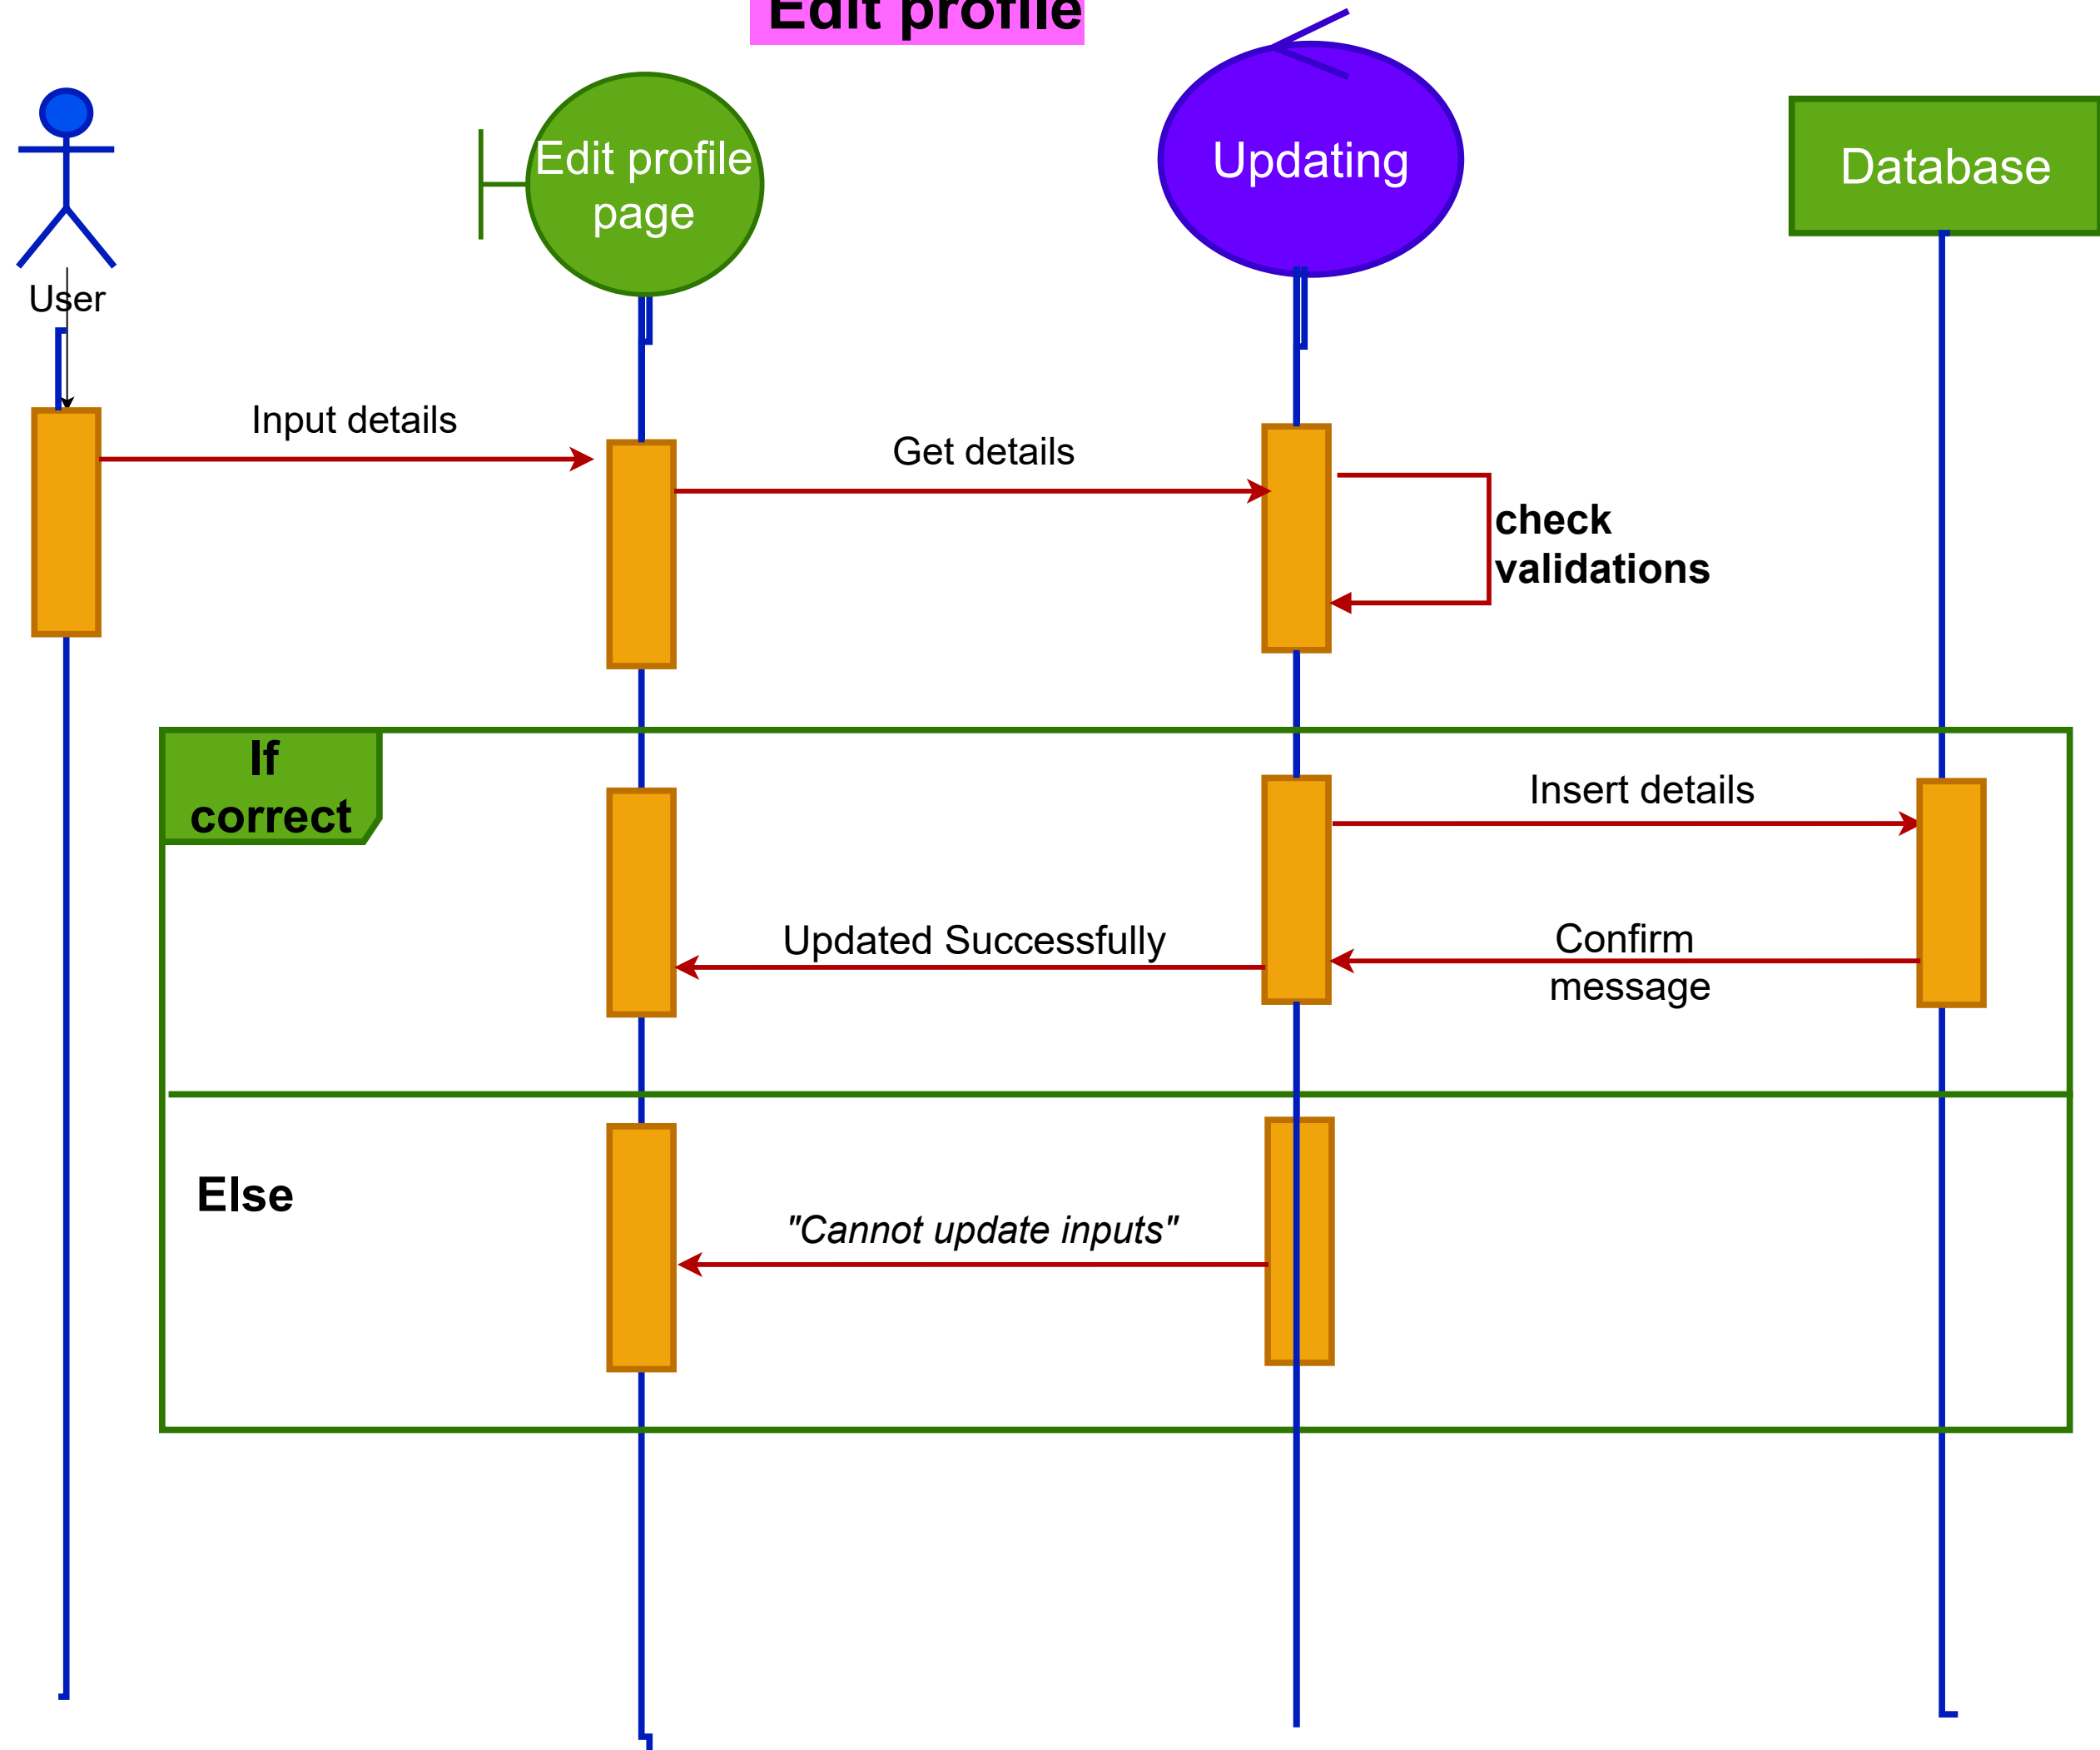 Edit profile
Edit profile
page
Updating
Database
User
Input details
Get details
check
validations
If
correct
Insert details
Updated Successfully
Confirm
message
Else
"Cannot update inputs"